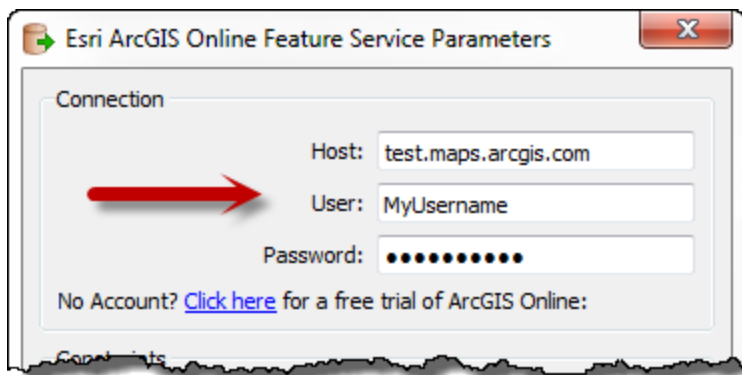 Esri ArcGIS Online Feature Service Parameters
Connection
Host: test.maps.arcgis.com
User: MyUsername
Password: ●●●●●●●●●●
No Account? Click here for a free trial of ArcGIS Online:
Constraints